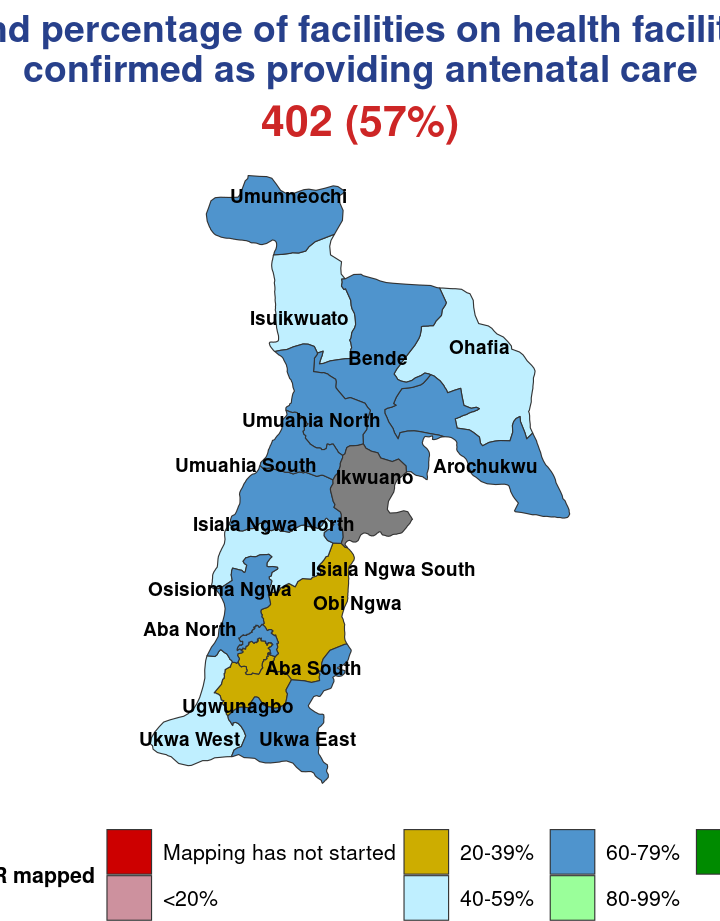 nd percentage of facilities on health facilit
confirmed as providing antenatal care
402 (57%)
Umunneochi
Isuikwuato
Ohafia
Bende
Umuahia North
Umuahia South
Arochukwu
Ikwuano
Isiala Ngwa North
Isiala Ngwa South
Osisioma Ngwa
Obi Ngwa
Aba North
Aba South
Ugwunagbo
Ukwa West
Ukwa East
R mapped
Mapping has not started
20-39%
60-79%
<20%
40-59%
80-99%